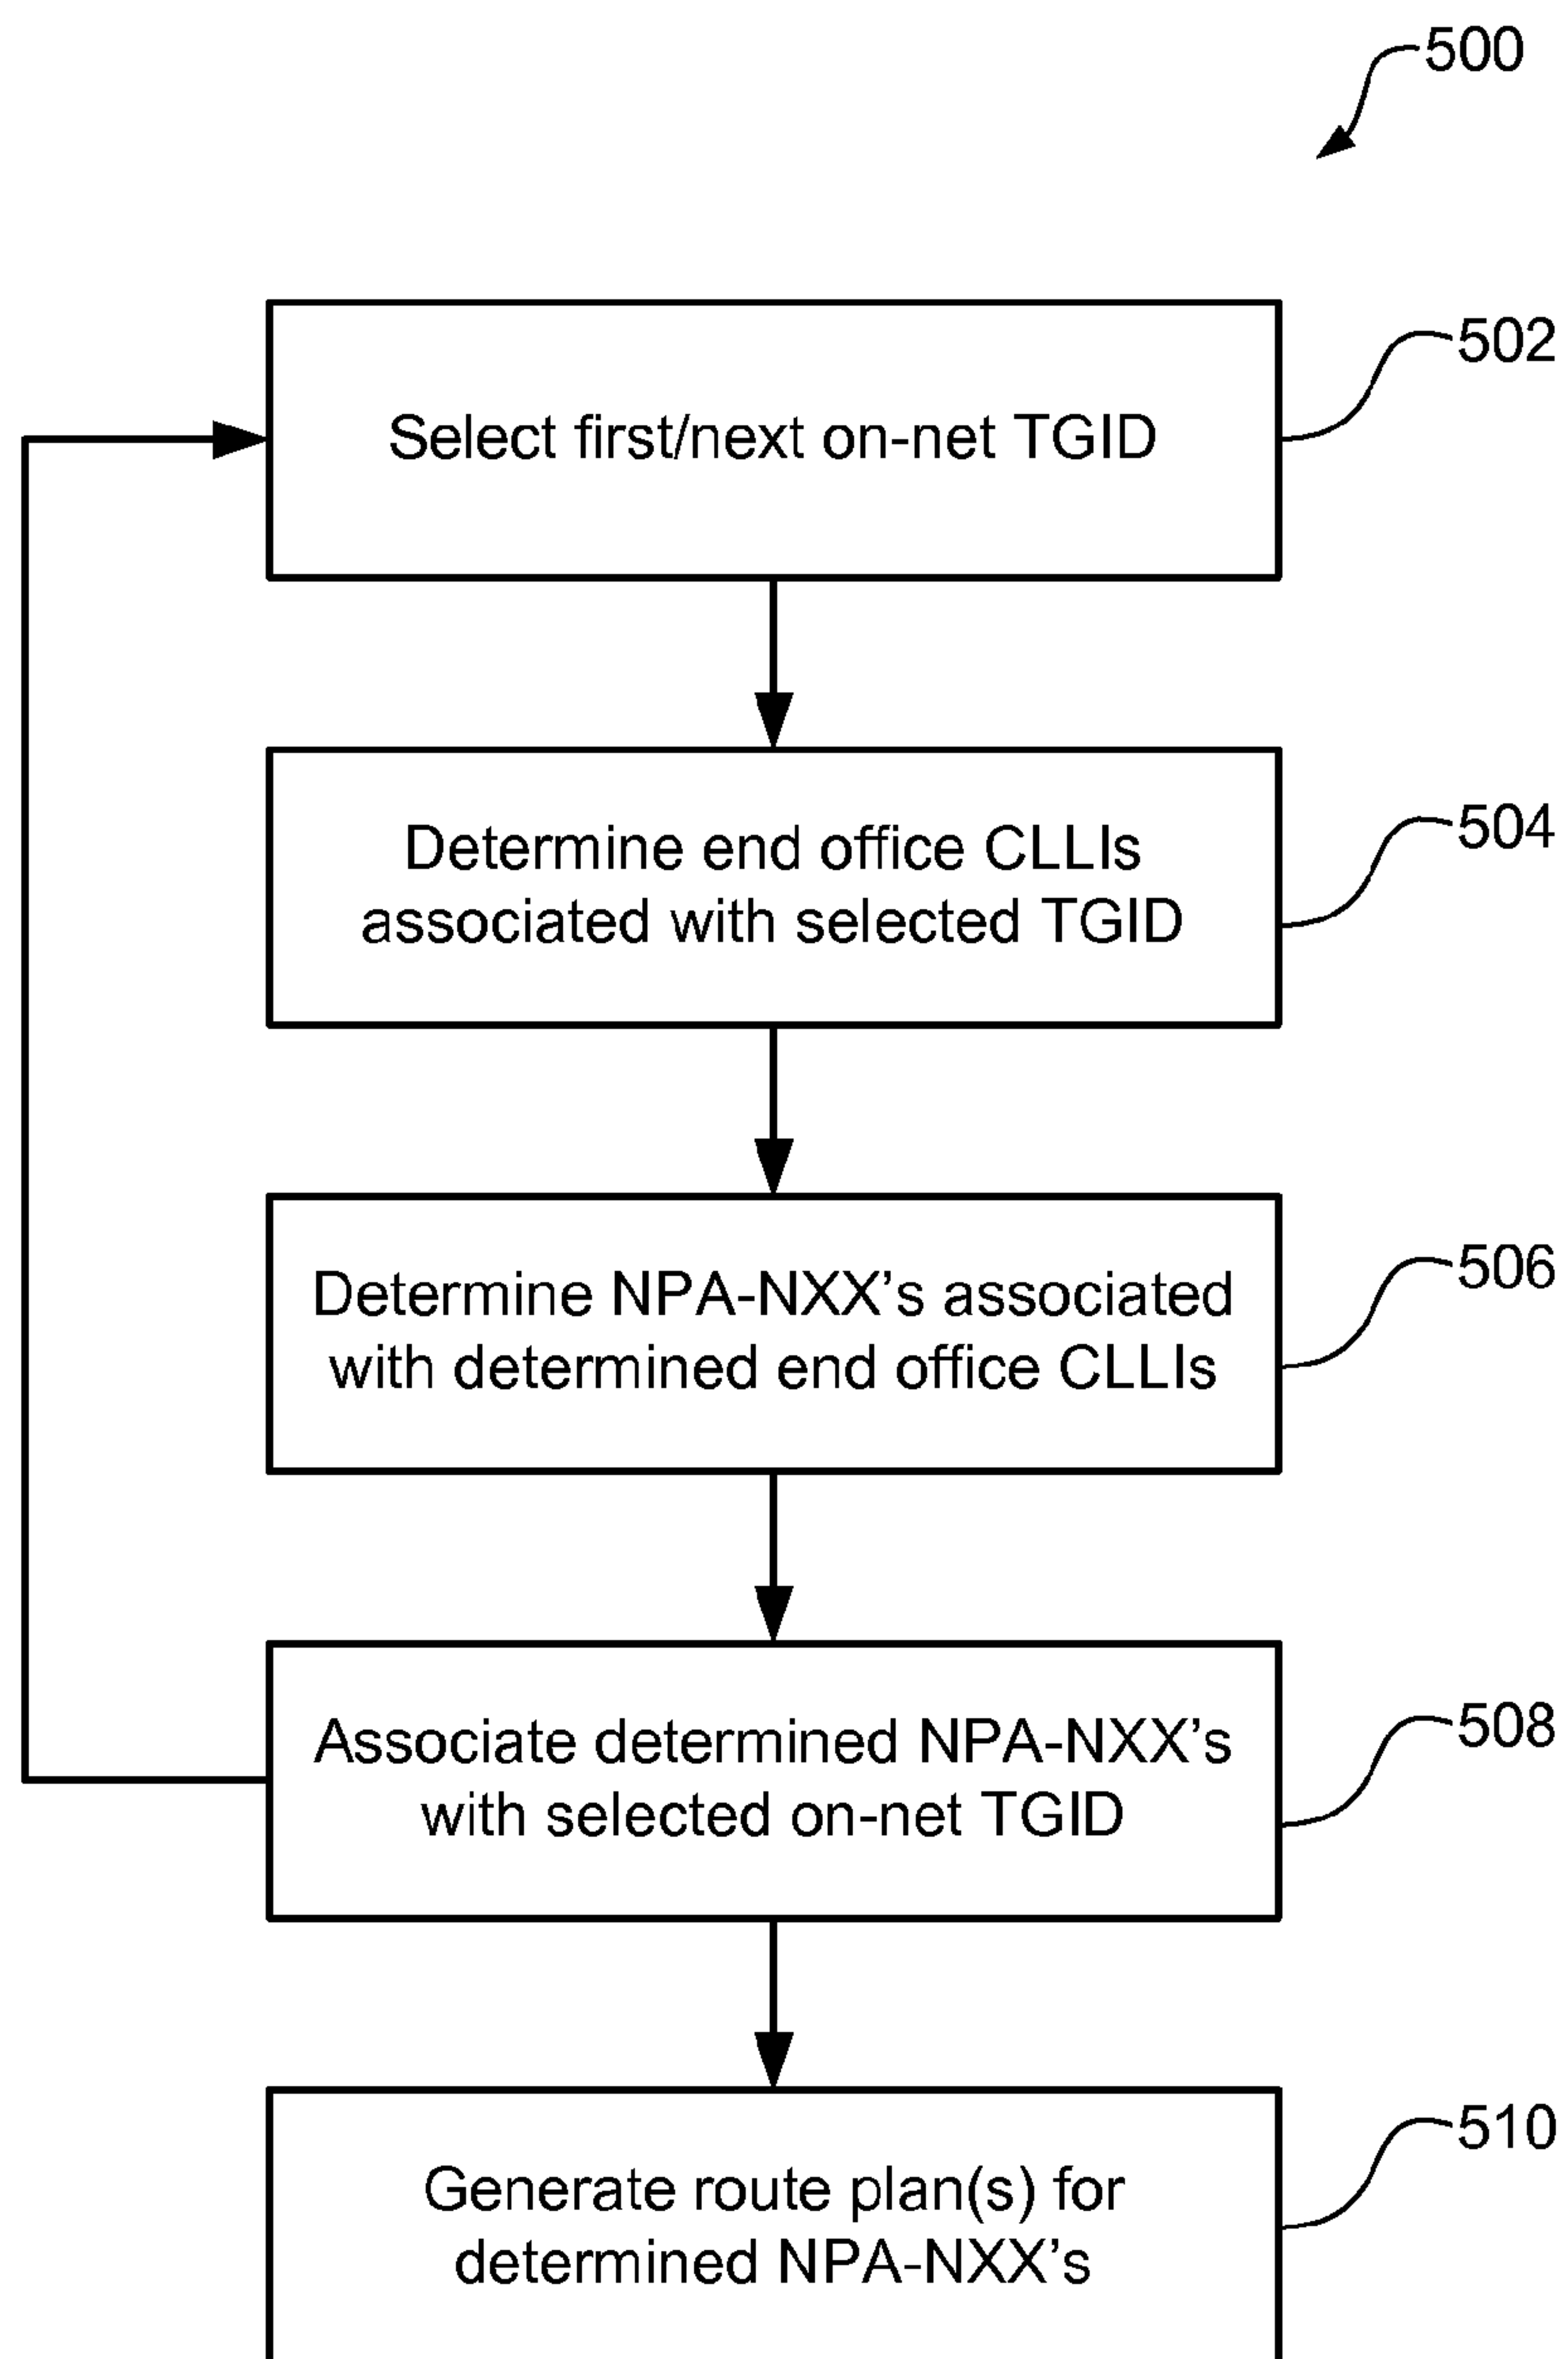 500
Select first/next on-net TGID
502
Determine end office CLLIs
associated with selected TGID
504
Determine NPA-NXX’s associated
with determined end office CLLIs
506
Associate determined NPA-NXX’s
with selected on-net TGID
508
Generate route plan(s) for
determined NPA-NXX’s
510